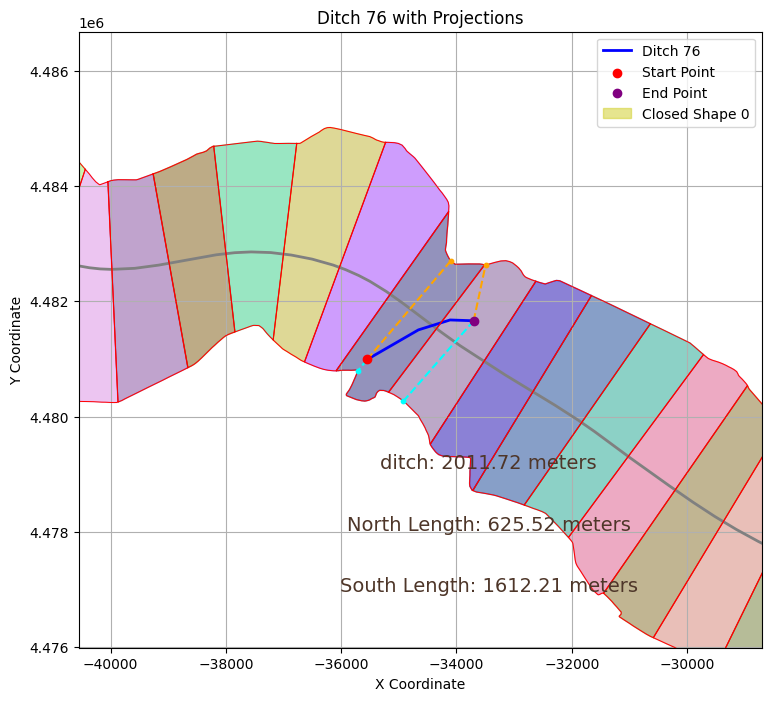 Ditch 76 with Projections
1e6
Ditch 76
Start Point
End Point
Closed Shape 0
4.486
4.484
4.482
4.480
4.478
4.476
Y Coordinate
ditch: 2011.72 meters
North Length: 625.52 meters
South Length: 1612.21 meters
−40000 −38000 −36000 −34000 −32000 −30000
X Coordinate